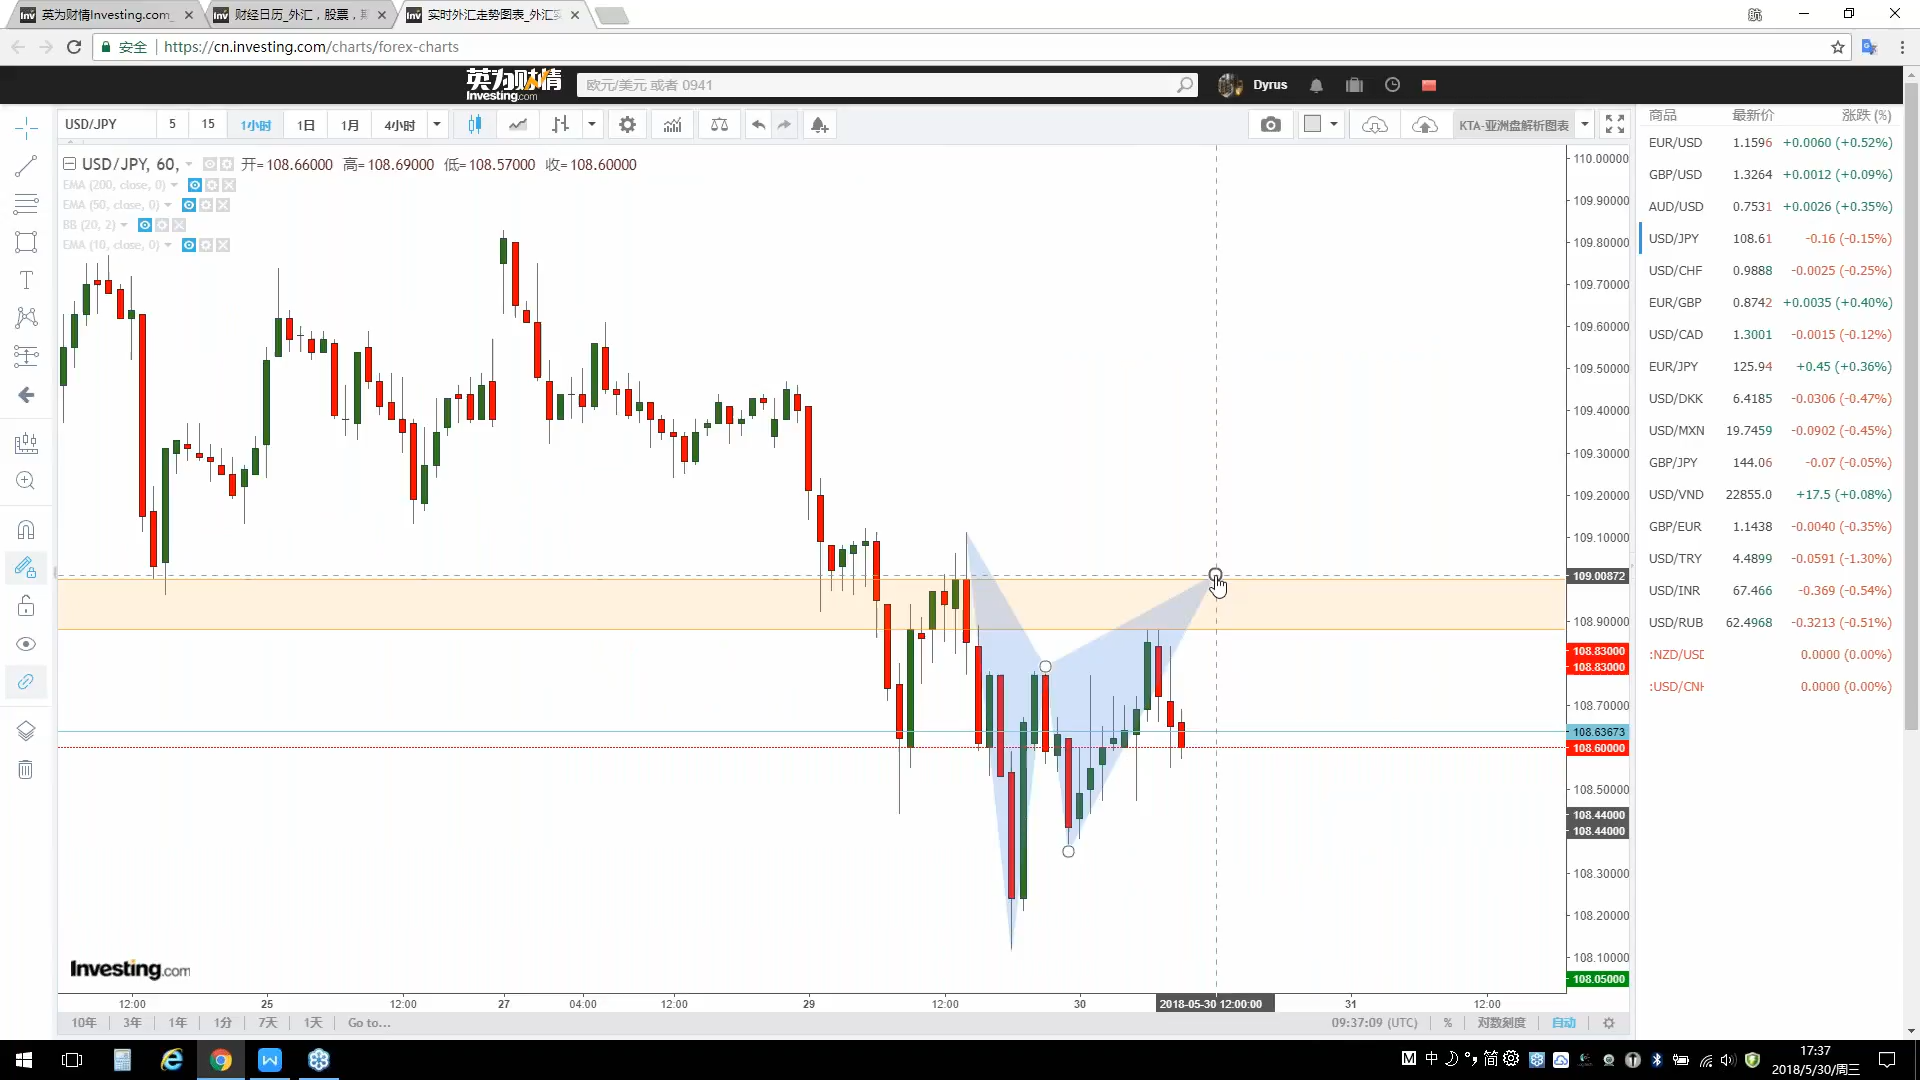 英为财情Investing.com_
财经日历_外汇，股票，期
实时外汇走势图表_外汇实
航
安全
https://cn.investing.com/charts/forex-charts
英为财情
Investing.com
欧元/美元 或者 0941
Dyrus
USD/JPY 5 15 1小时 1日 1月 4小时
KTA-亚洲盘解析图表
USD/JPY, 60, 开= 108.66000 高= 108.69000 低= 108.57000 收= 108.60000
EMA (200, close, 0)
EMA (50, close, 0)
BB (20, 2)
EMA (10, close, 0)
110.00000
109.90000
109.80000
109.70000
109.60000
109.50000
109.40000
109.30000
109.20000
109.10000
109.00872
108.90000
108.83000
108.83000
108.70000
108.63673
108.60000
108.50000
108.44000
108.44000
108.30000
108.20000
108.10000
108.05000
Investing.com
12:00 25 12:00 27 04:00 12:00 29 12:00 30 2018-05-30 12:00:00 31 12:00
10年 3年 1年 1分 7天 1天 Go to...
09:37:09 (UTC) % 对数刻度 自动
商品 最新价 涨跌 (%)
EUR/USD 1.1596 +0.0060 (+0.52%)
GBP/USD 1.3264 +0.0012 (+0.09%)
AUD/USD 0.7531 +0.0026 (+0.35%)
USD/JPY 108.61 -0.16 (-0.15%)
USD/CHF 0.9888 -0.0025 (-0.25%)
EUR/GBP 0.8742 +0.0035 (+0.40%)
USD/CAD 1.3001 -0.0015 (-0.12%)
EUR/JPY 125.94 +0.45 (+0.36%)
USD/DKK 6.4185 -0.0306 (-0.47%)
USD/MXN 19.7459 -0.0902 (-0.45%)
GBP/JPY 144.06 -0.07 (-0.05%)
USD/VND 22855.0 +17.5 (+0.08%)
GBP/EUR 1.1438 -0.0040 (-0.35%)
USD/TRY 4.4899 -0.0591 (-1.30%)
USD/INR 67.466 -0.369 (-0.54%)
USD/RUB 62.4968 -0.3213 (-0.51%)
:NZD/USD 0.0000 (0.00%)
:USD/CNH 0.0000 (0.00%)
M 中 简
17:37
2018/5/30/周三